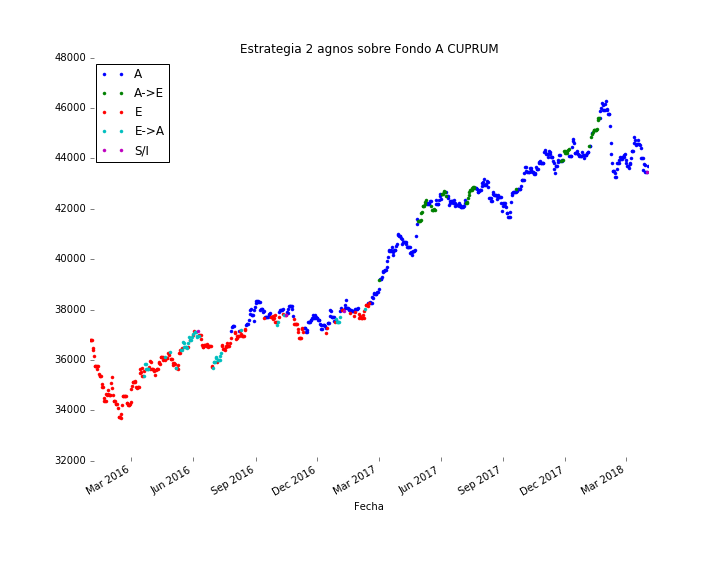 Estrategia 2 agnos sobre Fondo A CUPRUM
48000
46000
44000
42000
40000
38000
36000
34000
32000
A
A->E
E
E->A
S/I
Mar 2016
Jun 2016
Sep 2016
Dec 2016
Mar 2017
Jun 2017
Sep 2017
Dec 2017
Mar 2018
Fecha